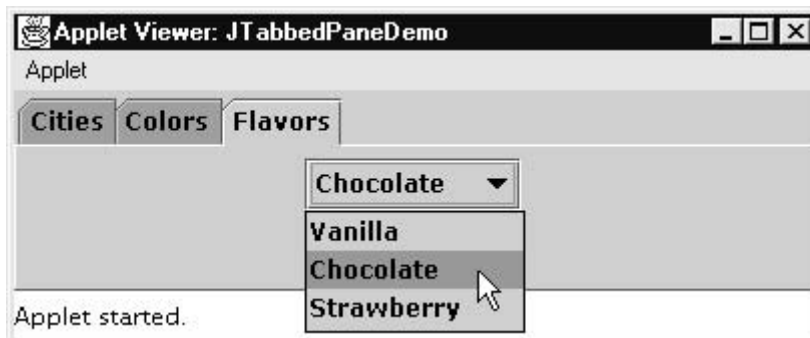 Applet Viewer: JTabbedPaneDemo
Applet
Cities Colors Flavors
Chocolate
Vanilla
Chocolate
Strawberry
Applet started.